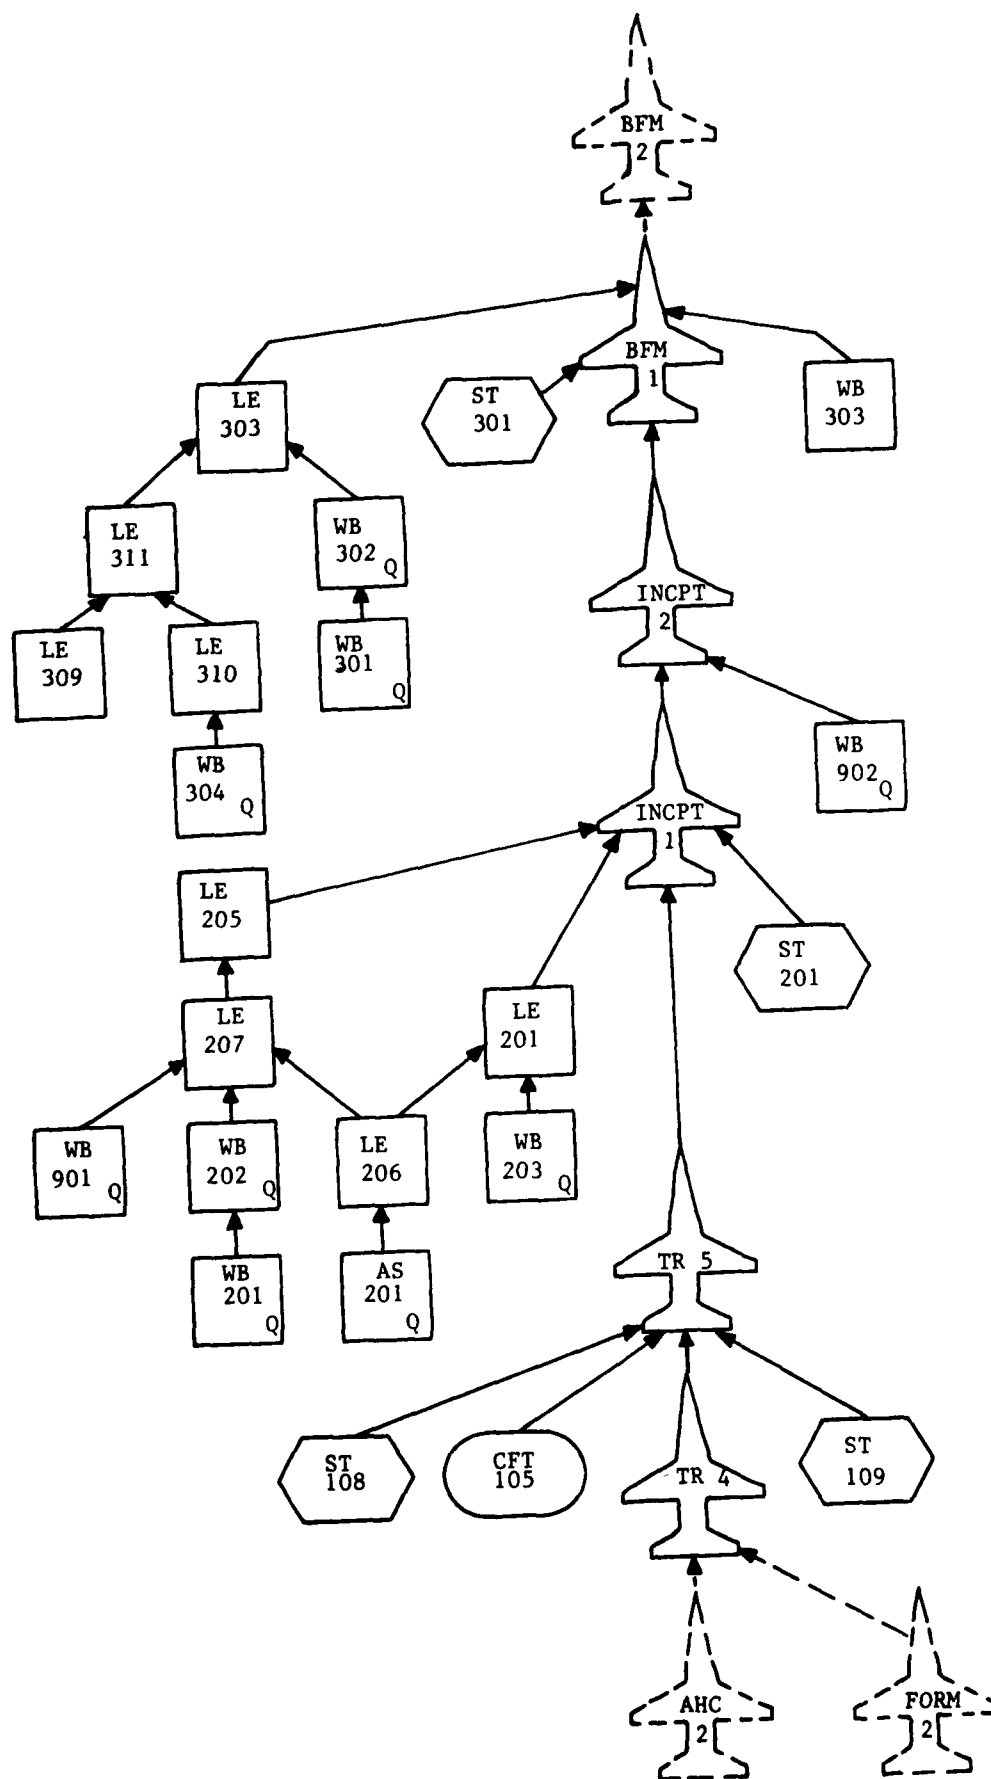 BFM
2
BFM
1
LE
303
ST
301
WB
303
LE
311
WB
302
Q
INCPT
2
LE
309
LE
310
WB
301
Q
WB
304
Q
WB
902
Q
INCPT
1
LE
205
ST
201
LE
207
LE
201
WB
901
Q
WB
202
Q
LE
206
WB
203
Q
WB
201
Q
AS
201
Q
TR 5
ST
108
CFT
105
TR 4
ST
109
AHC
2
FORM
2